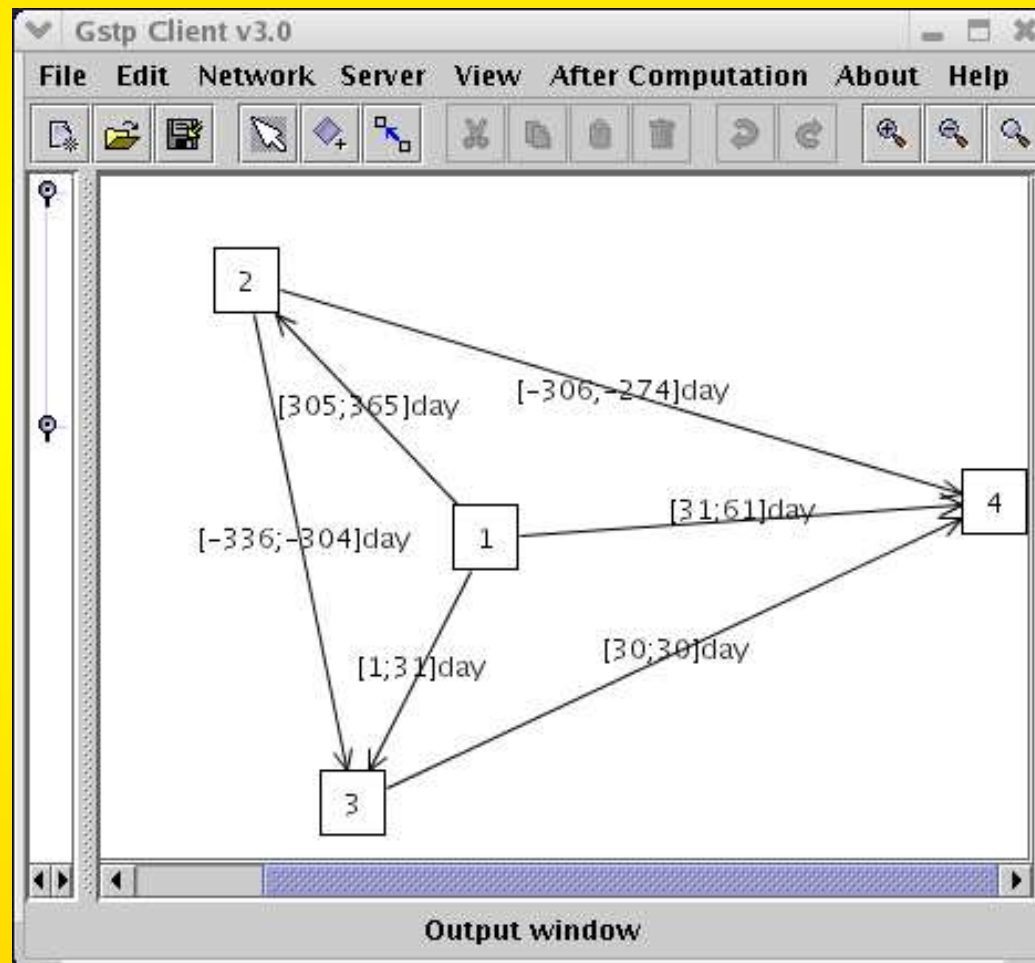 Gstp Client v3.0
File Edit Network Server View After Computation About Help
2
[305;365]day
[–306;–274]day
4
[31;61]day
1
[–336;–304]day
[30;30]day
[1;31]day
3
Output window